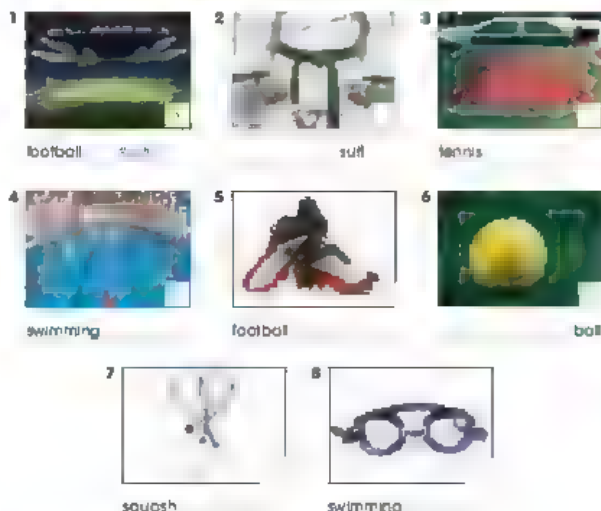 1 2 3
football suit tennis
4 5 6
swimming football ball
7 8
squash swimming